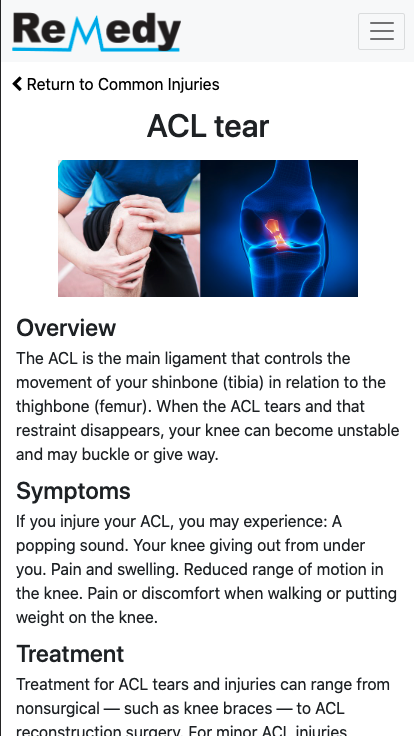 ReMedy
Return to Common Injuries
ACL tear
Overview
The ACL is the main ligament that controls the
movement of your shinbone (tibia) in relation to the
thighbone (femur). When the ACL tears and that
restraint disappears, your knee can become unstable
and may buckle or give way.
Symptoms
If you injure your ACL, you may experience: A
popping sound. Your knee giving out from under
you. Pain and swelling. Reduced range of motion in
the knee. Pain or discomfort when walking or putting
weight on the knee.
Treatment
Treatment for ACL tears and injuries can range from
nonsurgical — such as knee braces — to ACL
reconstruction surgery. For minor ACL injuries